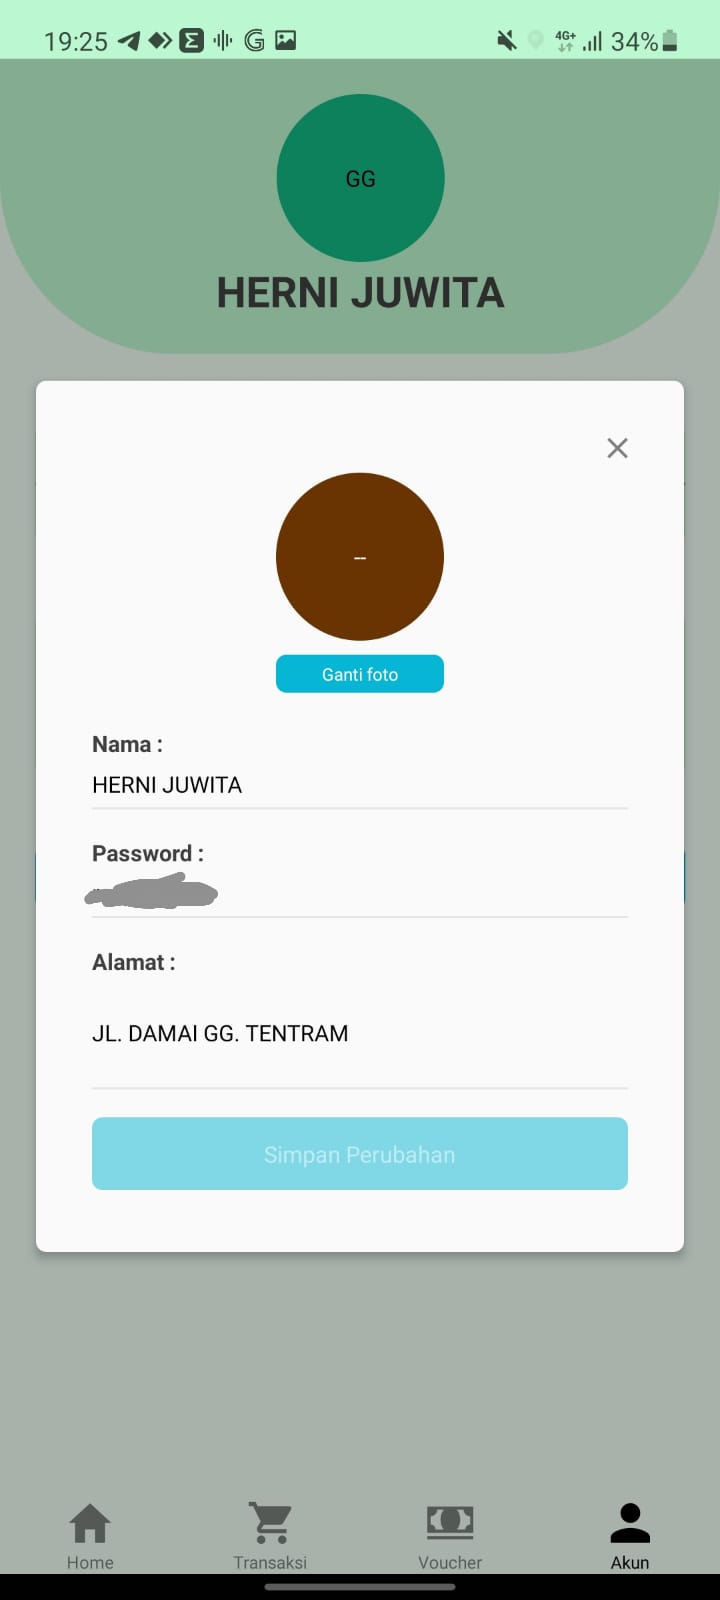 19:25
4G+ 34%
GG
HERNI JUWITA
--
Ganti foto
Nama :
HERNI JUWITA
Password :
Alamat :
JL. DAMAI GG. TENTRAM
Simpan Perubahan
Home Transaksi Voucher Akun